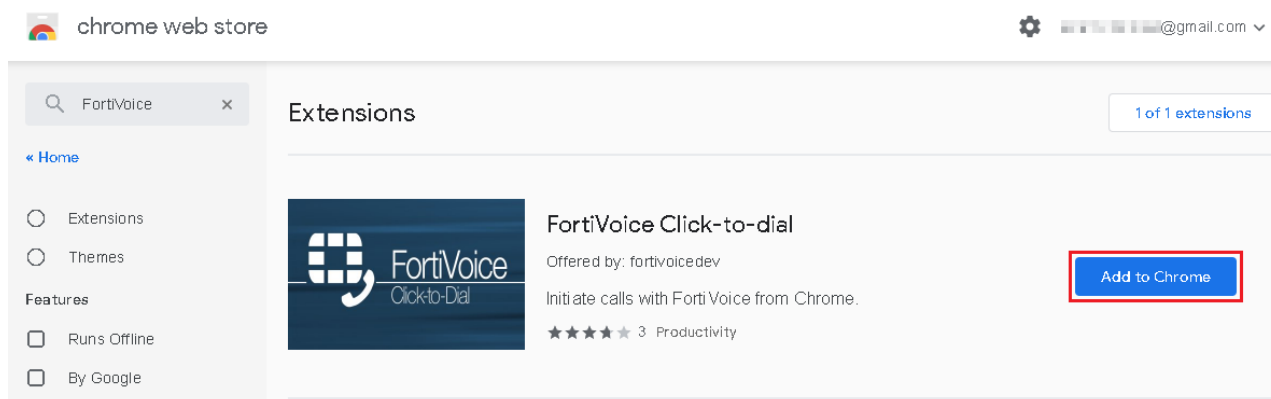 chrome web store
@gmail.com
FortiVoice
Extensions
1 of 1 extensions
« Home
Extensions
Themes
Features
Runs Offline
By Google
FortiVoice
Click-to-Dial
FortiVoice Click-to-dial
Offered by: fortivoicedev
Initiate calls with FortiVoice from Chrome.
3 Productivity
Add to Chrome